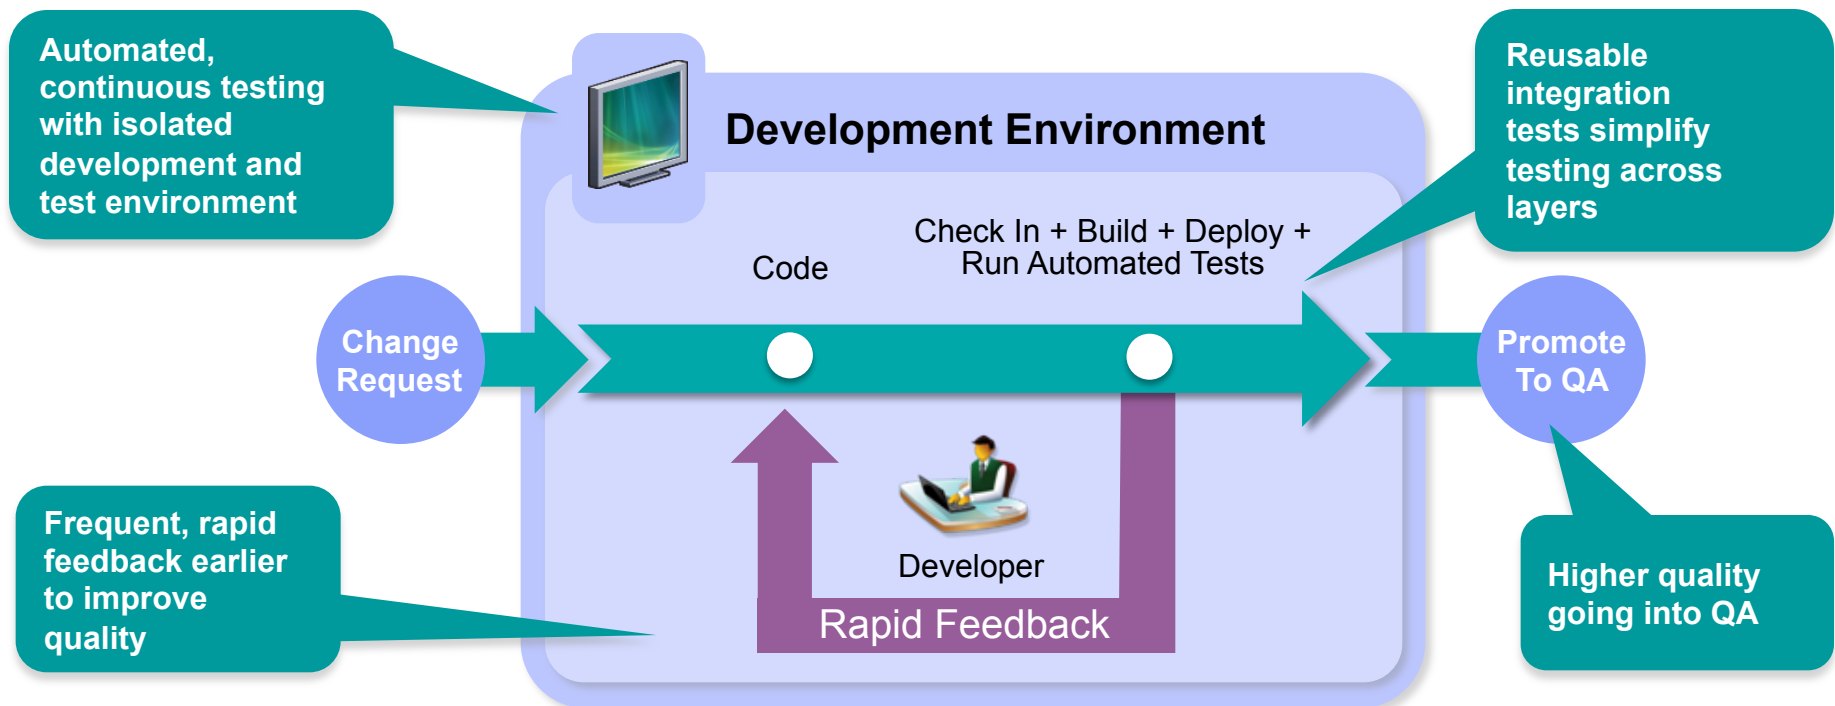 Automated,
continuous testing
with isolated
development and
test environment
Development Environment
Reusable
integration
tests simplify
testing across
layers
Code
Check In + Build + Deploy +
Run Automated Tests
Change
Request
Promote
To QA
Frequent, rapid
feedback earlier
to improve
quality
Developer
Rapid Feedback
Higher quality
going into QA